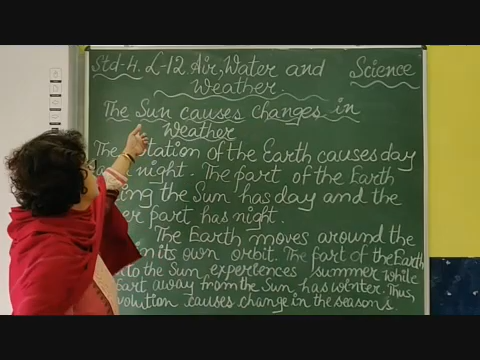 Std-4. L-12 Air, Water and Science
Weather
The Sun causes changes in
Weather
The tation of the Earth causes day
night. The part of the Earth
ing the Sun has day and the
er part has night.
The Earth moves around the
in its own orbit. The part of the Earth
to the Sun experiences summer while
part away from the Sun, has winter. Thus,
volution causes change in the seasons.